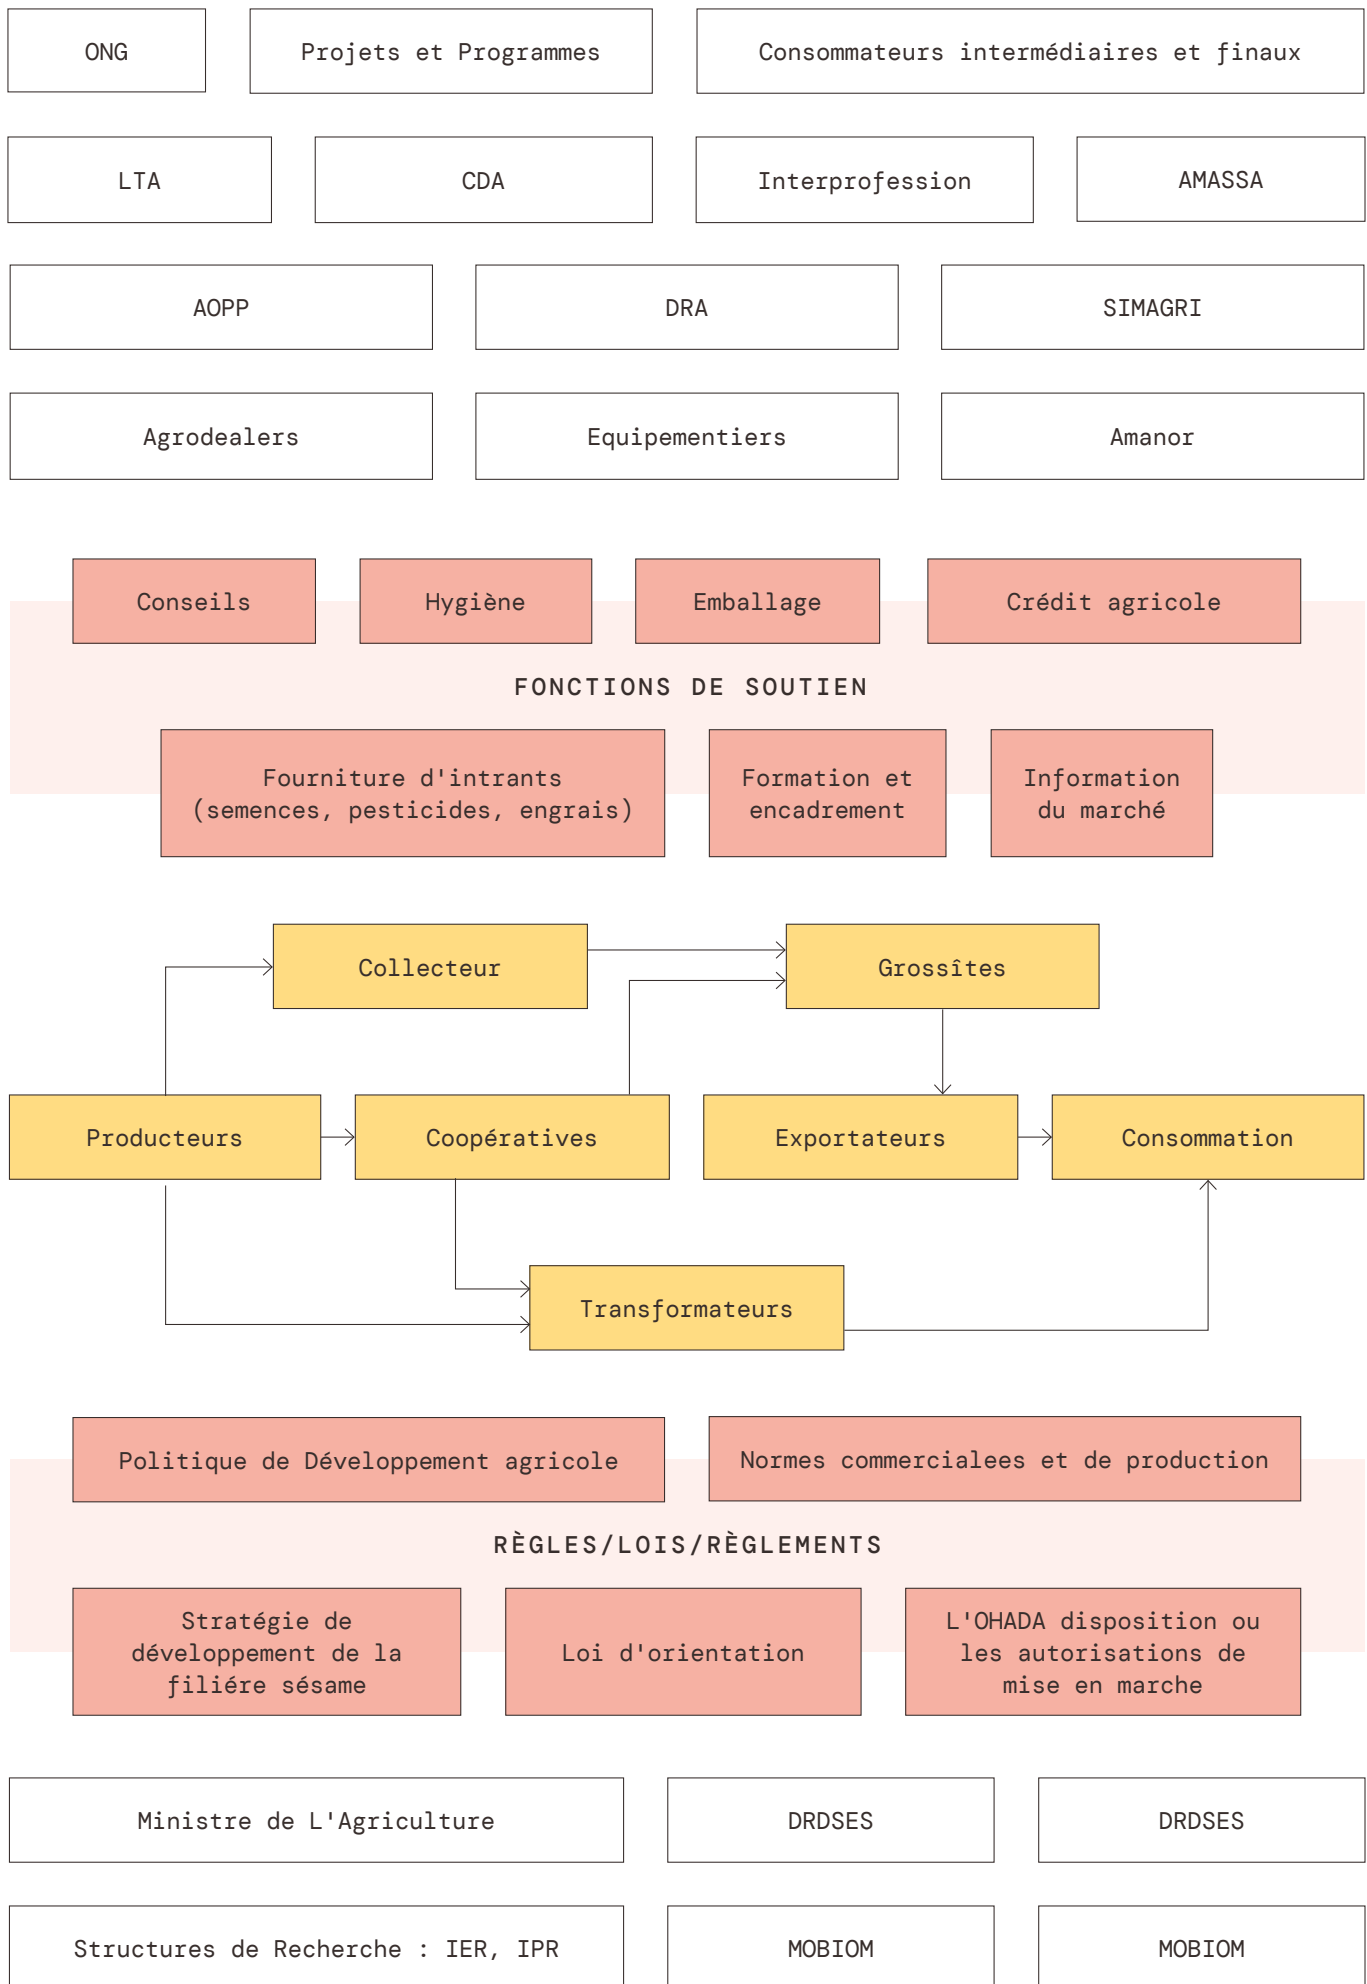 ONG
Projets et Programmes
Consommateurs intermédiaires et finaux
LTA
CDA
Interprofession
AMASSA
AOPP
DRA
SIMAGRI
Agrodealers
Equipementiers
Amanor
Conseils
Hygiène
Emballage
Crédit agricole
FONCTIONS DE SOUTIEN
Fourniture d'intrants
(semences, pesticides, engrais)
Formation et
encadrement
Information
du marché
Collecteur
Grossîtes
Producteurs
Coopératives
Exportateurs
Consommation
Transformateurs
Politique de Développement agricole
Normes commercialees et de production
RÈGLES/LOIS/RÈGLEMENTS
Stratégie de
développement de la
filiére sésame
Loi d'orientation
L'OHADA disposition ou
les autorisations de
mise en marche
Ministre de L'Agriculture
DRDSES
DRDSES
Structures de Recherche : IER, IPR
MOBIOM
MOBIOM